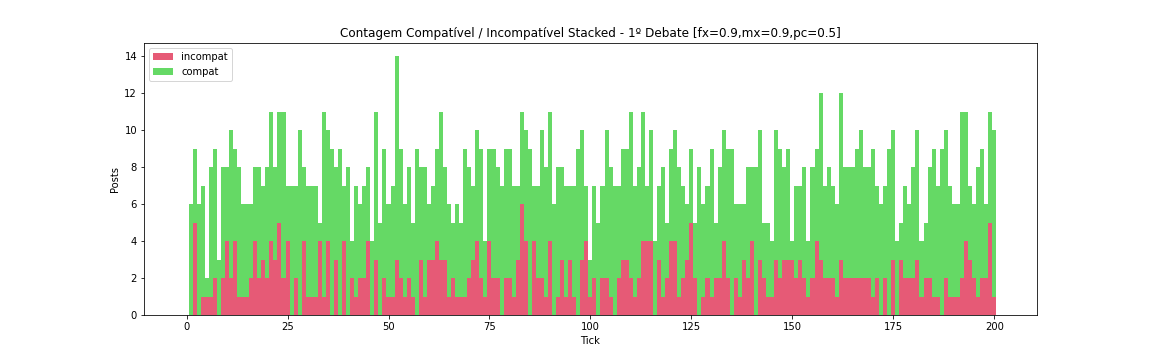 Contagem Compatível / Incompatível Stacked - 1º Debate [fx=0.9,mx=0.9,pc=0.5]
incompat
compat
14
12
10
8
6
4
2
0
Posts
0 25 50 75 100 125 150 175 200
Tick